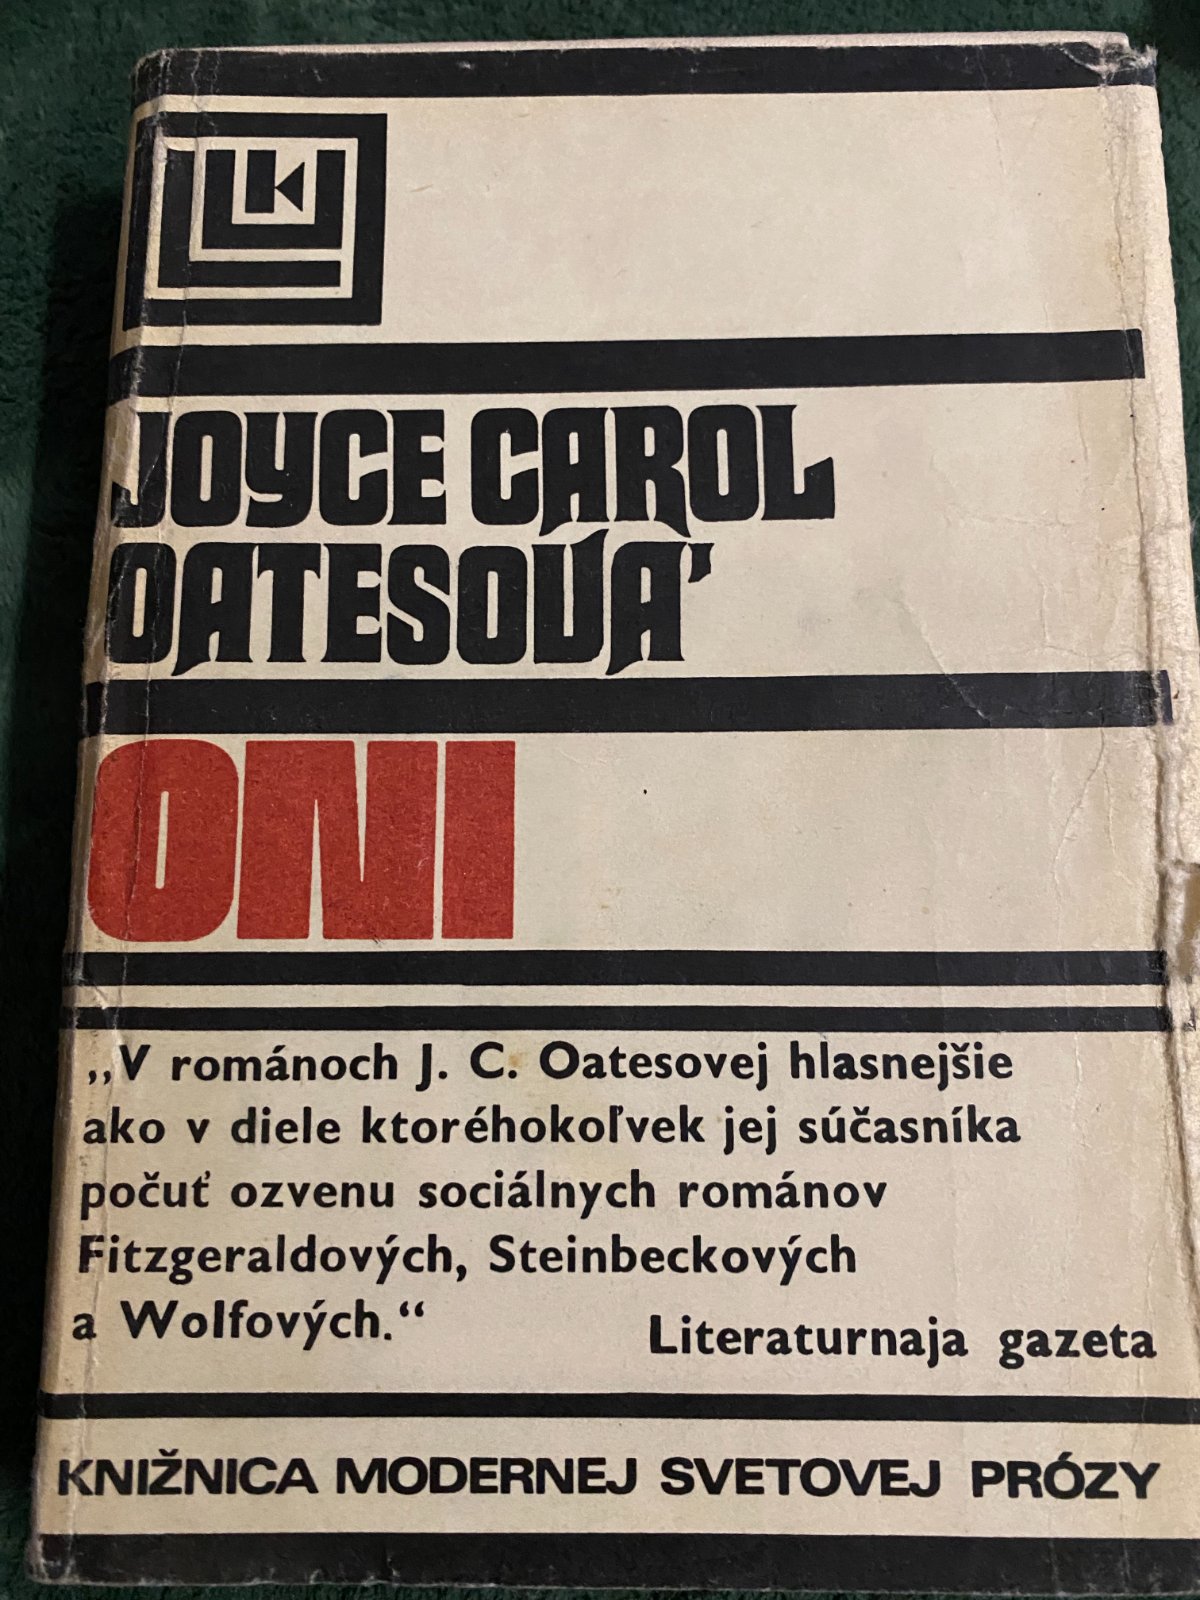 JOYCE CAROL
OATESOVÁ
ONI
„V románoch J. C. Oatesovej hlasnejšie
ako v diele ktoréhokoľvek jej súčasníka
počuť ozvenu sociálnych románov
Fitzgeraldových, Steinbeckových
a Wolfových.“
Literaturnaja gazeta
KNIŽNICA MODERNEJ SVETOVEJ PRÓZY